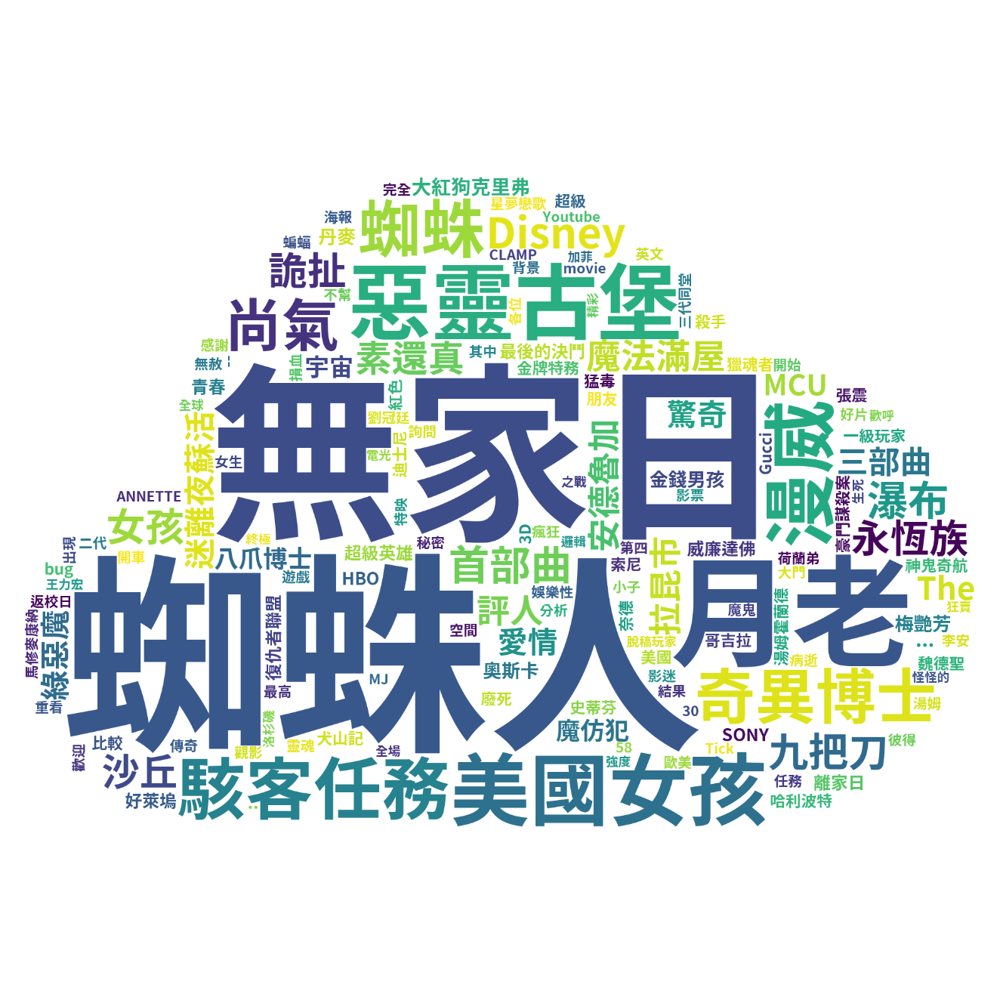 完全
大紅狗克里弗
星夢戀歌
超級
海報
Youtube
蜘蛛
Disney
丹麥
蝙蝠
CLAMP
加菲
英文
詭扯
背景
movie
惡靈古堡
三代同堂
不幫
各位
精彩
尚氣
殺手
感謝
素還真
其中
最後的決鬥
魔法滿屋
獵魂者
開始
無赦
捐血
宇宙
金牌特務
猛毒
MCU
青春
紅色
朋友
張震
無家日
全球
劉冠廷
驚奇
漫威
好片
歡呼
迷離夜蘇活
詢問
安德魯加
一級玩家
女生
電光
迪士尼
Gucci
三部曲
金錢男孩
之戰
影票
豪門謀殺案
生死
瀑布
ANNETTE
女孩
特映
3D
瘋狂
永恆族
二代
終極
秘密
邏輯
第四
威廉達佛
出現
開車
八爪博士
超級英雄
首部曲
索尼
拉昆市
荷蘭弟
神鬼奇航
bug
遊戲
HBO
大門
王力宏
娛樂性
小子
The
返校日
蜘蛛人
月老
馬修麥康納
綠惡魔
復仇者聯盟
評人
分析
奈德
魔鬼
湯姆霍蘭德
狂賣
空間
愛情
脫稿玩家
哥吉拉
梅艷芳
...
李安
奧斯卡
美國
病逝
魏德聖
MJ
影迷
奇異博士
怪怪的
重看
最高
廢死
結果
湯姆
洛杉磯
史蒂芬
30
比較
傳奇
觀影
靈魂
犬山記
全場
魔仿犯
SONY
九把刀
彼得
歡迎
58
Tick
沙丘
駭客任務
美國女孩
強度
歐美
任務
離家日
好萊塢
..
哈利波特